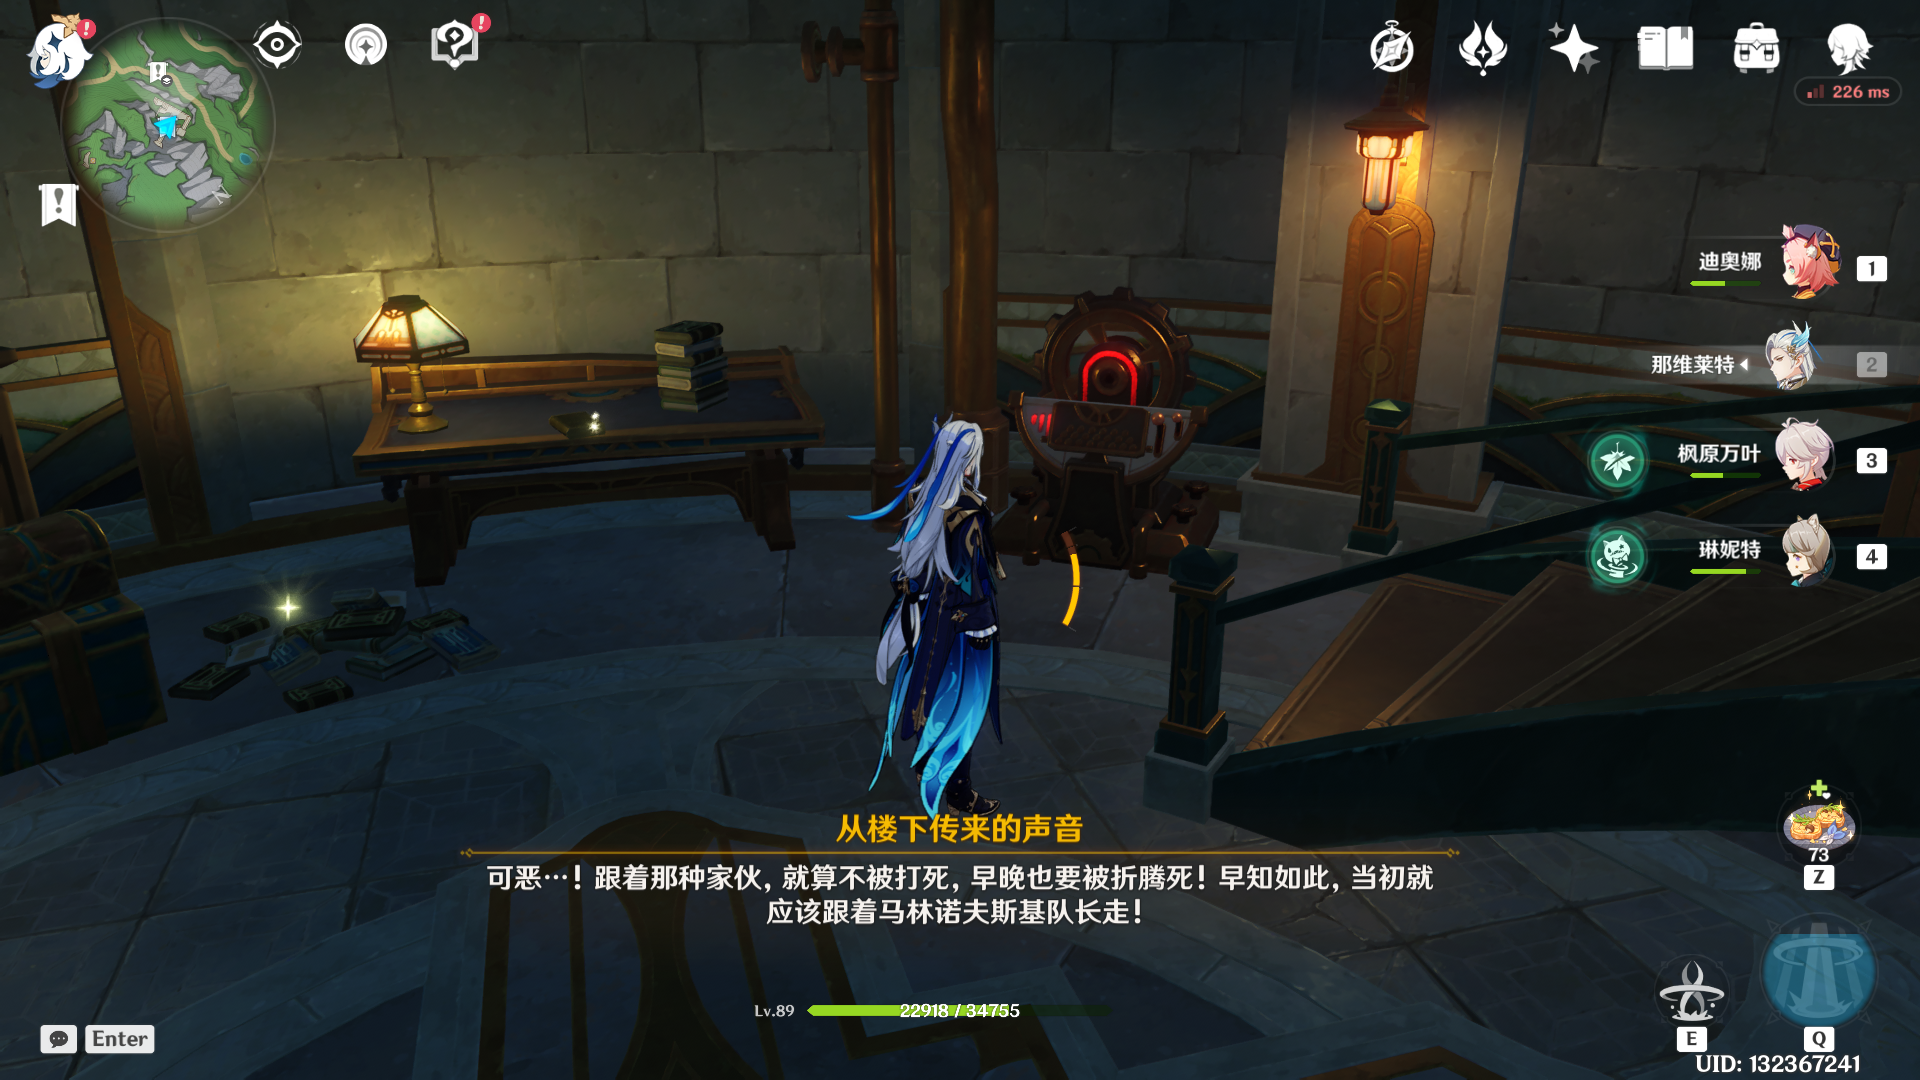 226 ms
迪奥娜
1
那维莱特
2
枫原万叶
3
琳妮特
4
从楼下传来的声音
可恶…！跟着那种家伙，就算不被打死，早晚也要被折腾死！早知如此，当初就
应该跟着马林诺夫斯基队长走！
73
Z
Lv.89
22918 / 34755
Enter
E
Q
UID: 132367241